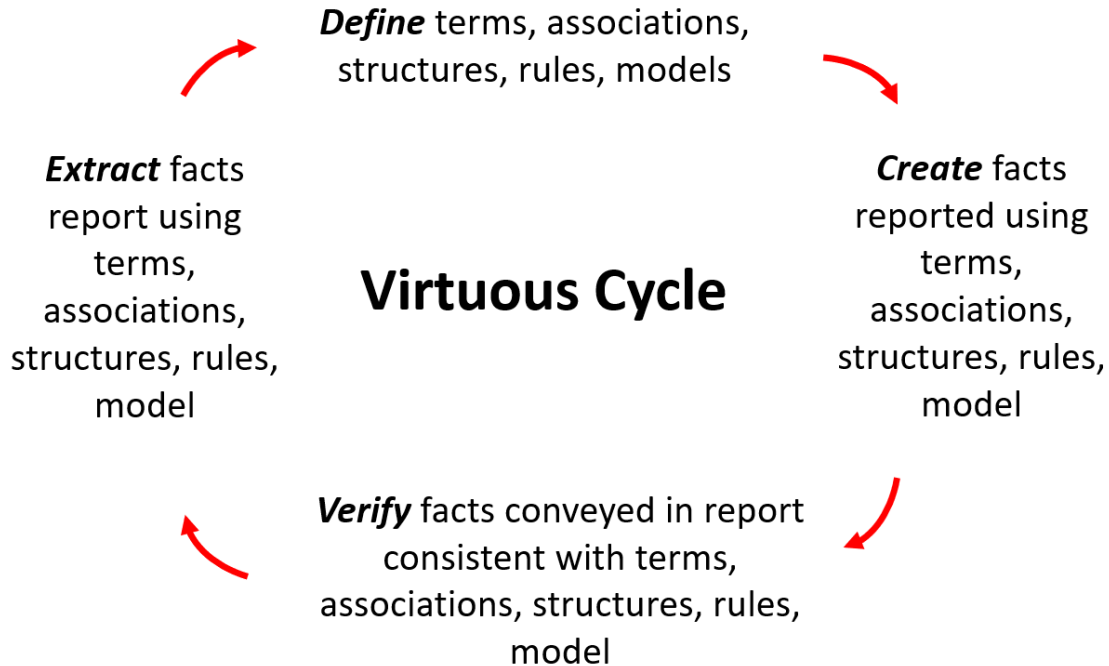 Define terms, associations,
structures, rules, models
Create facts
reported using
terms,
associations,
structures, rules,
model
Verify facts conveyed in report
consistent with terms,
associations, structures, rules,
model
Extract facts
report using
terms,
associations,
structures, rules,
model
Virtuous Cycle